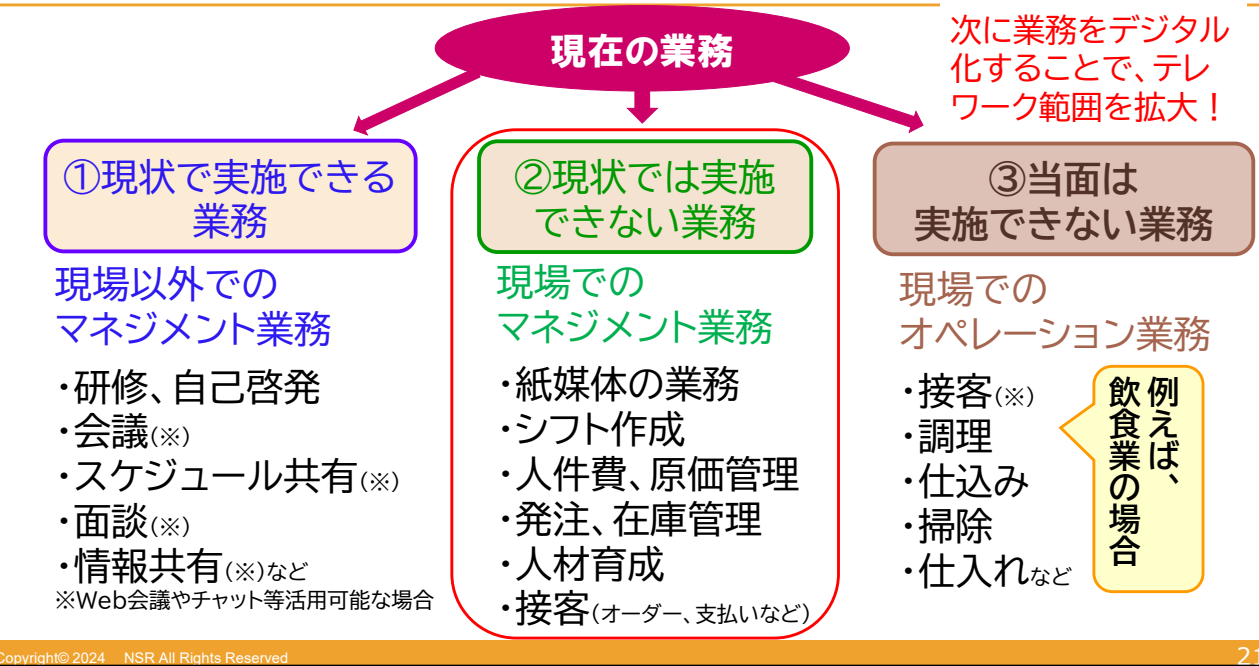 現在の業務
次に業務をデジタル
化することで、テレ
ワーク範囲を拡大！
①現状で実施できる
業務
現場以外での
マネジメント業務
・研修、自己啓発
・会議(※)
・スケジュール共有(※)
・面談(※)
・情報共有(※)など
※Web会議やチャット等活用可能な場合
②現状では実施
できない業務
現場での
マネジメント業務
・紙媒体の業務
・シフト作成
・人件費、原価管理
・発注、在庫管理
・人材育成
・接客(オーダー、支払いなど)
③当面は
実施できない業務
現場での
オペレーション業務
・接客(※)
・調理
・仕込み
・掃除
・仕入れなど
例えば、
飲食業の場合
Copyright© 2024 NSR All Rights Reserved